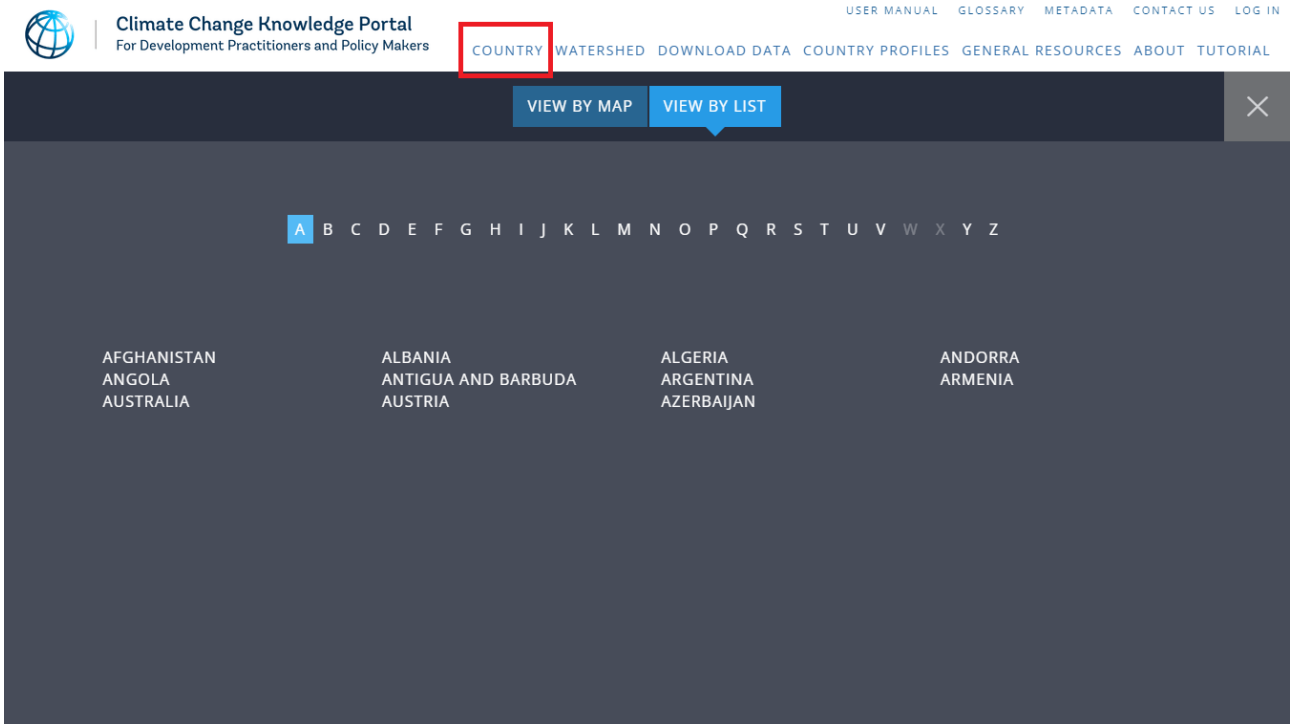 USER MANUAL GLOSSARY METADATA CONTACT US LOG IN
Climate Change Knowledge Portal
For Development Practitioners and Policy Makers
COUNTRY WATERSHED DOWNLOAD DATA COUNTRY PROFILES GENERAL RESOURCES ABOUT TUTORIAL
VIEW BY MAP VIEW BY LIST
A B C D E F G H I J K L M N O P Q R S T U V W X Y Z
AFGHANISTAN ALBANIA ALGERIA ANDORRA
ANGOLA ANTIGUA AND BARBUDA ARGENTINA ARMENIA
AUSTRALIA AUSTRIA AZERBAIJAN